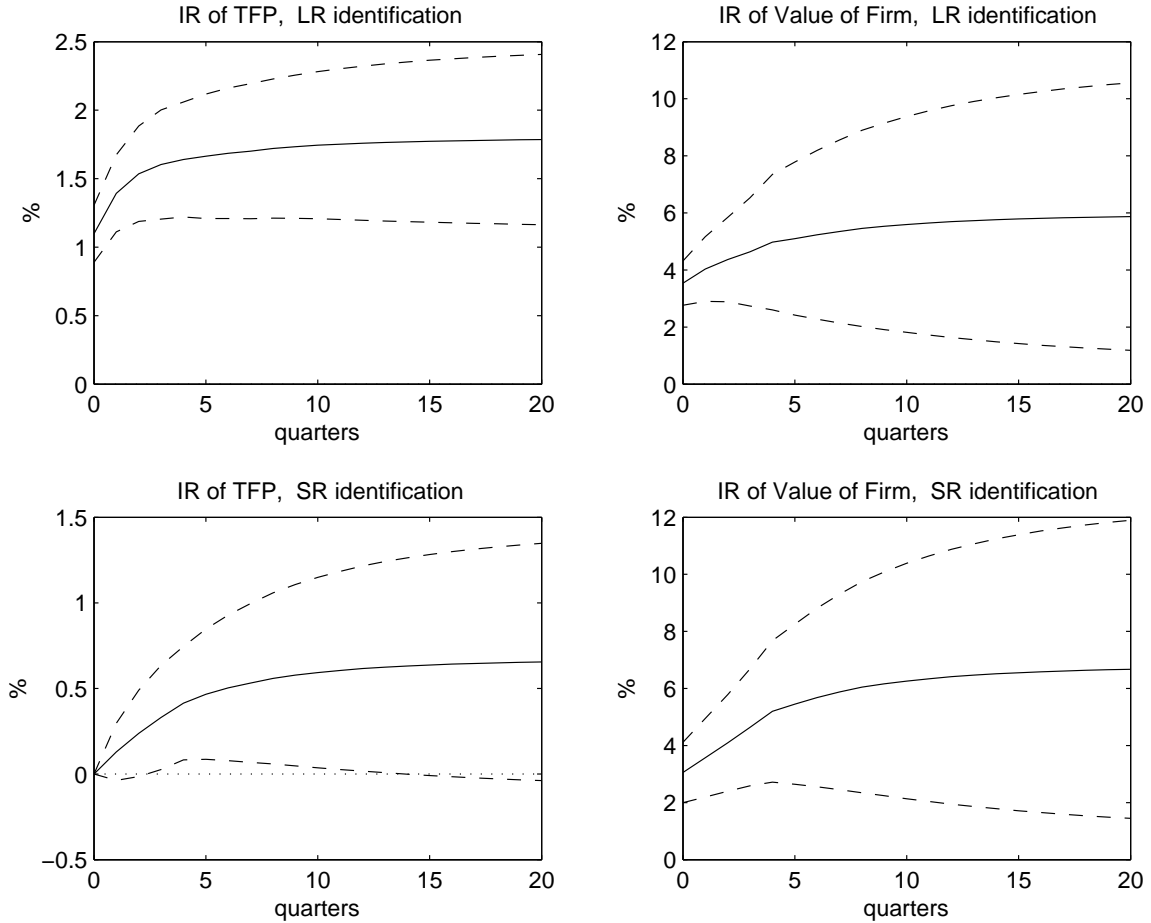 IR of TFP, LR identification
2.5
2
1.5
1
0.5
0
%
0 5 10 15 20
quarters
IR of Value of Firm, LR identification
12
10
8
6
4
2
0
%
0 5 10 15 20
quarters
IR of TFP, SR identification
1.5
1
0.5
0
−0.5
%
0 5 10 15 20
quarters
IR of Value of Firm, SR identification
12
10
8
6
4
2
0
%
0 5 10 15 20
quarters